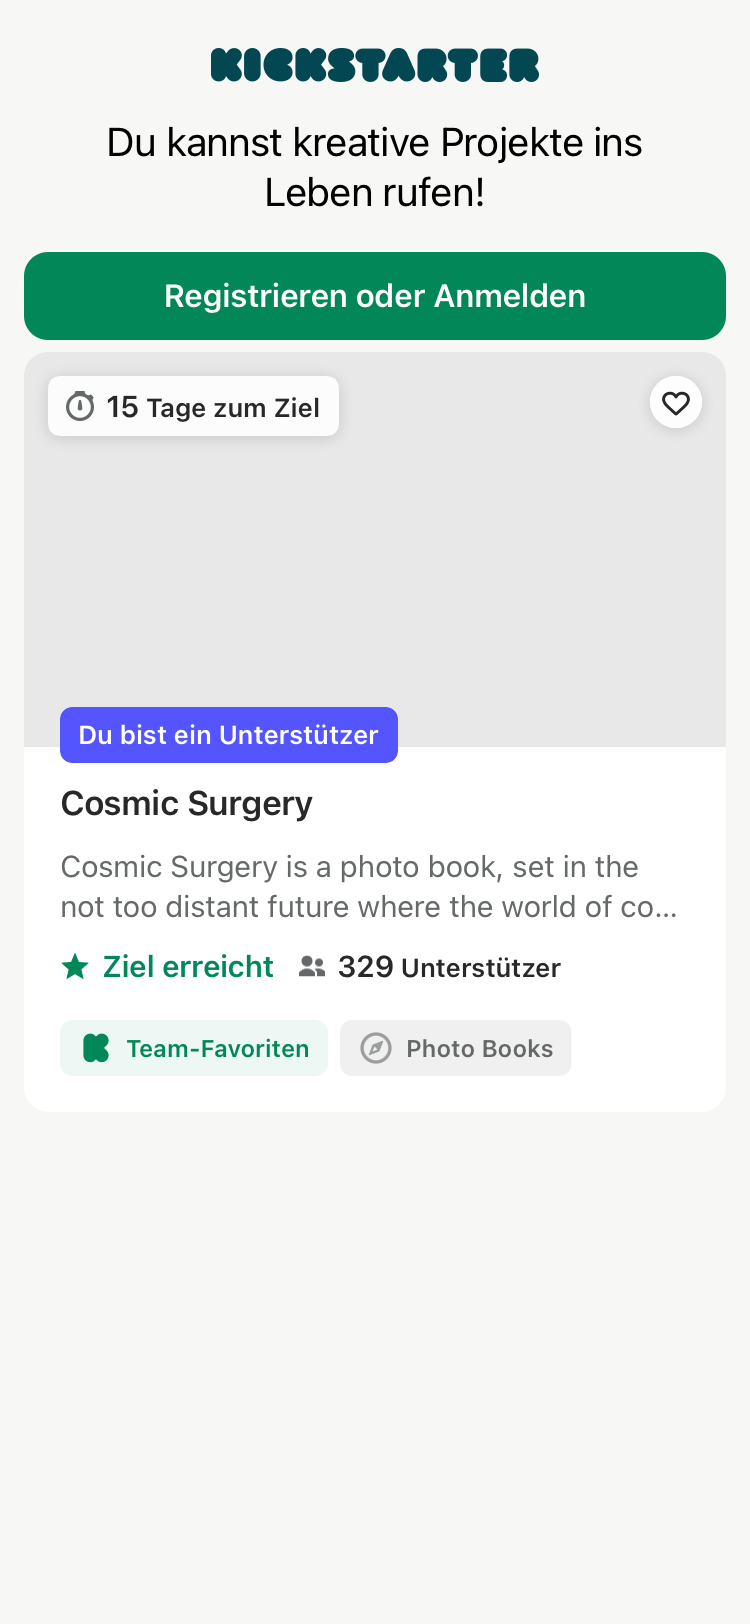 KICKSTARTER
Du kannst kreative Projekte ins
Leben rufen!
Registrieren oder Anmelden
15 Tage zum Ziel
Du bist ein Unterstützer
Cosmic Surgery
Cosmic Surgery is a photo book, set in the
not too distant future where the world of co...
Ziel erreicht 329 Unterstützer
Team-Favoriten Photo Books